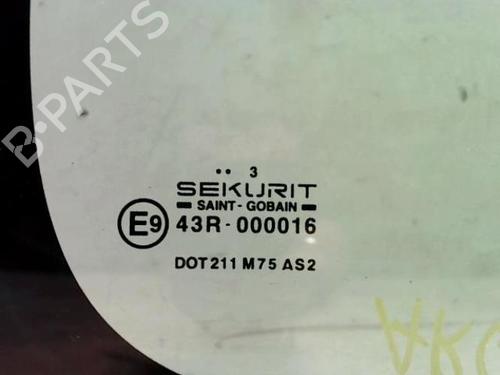 B-PARTS
.. 3
SEKURIT
SAINT - GOBAIN
E9 43R - 000016
DOT 211 M75 AS2